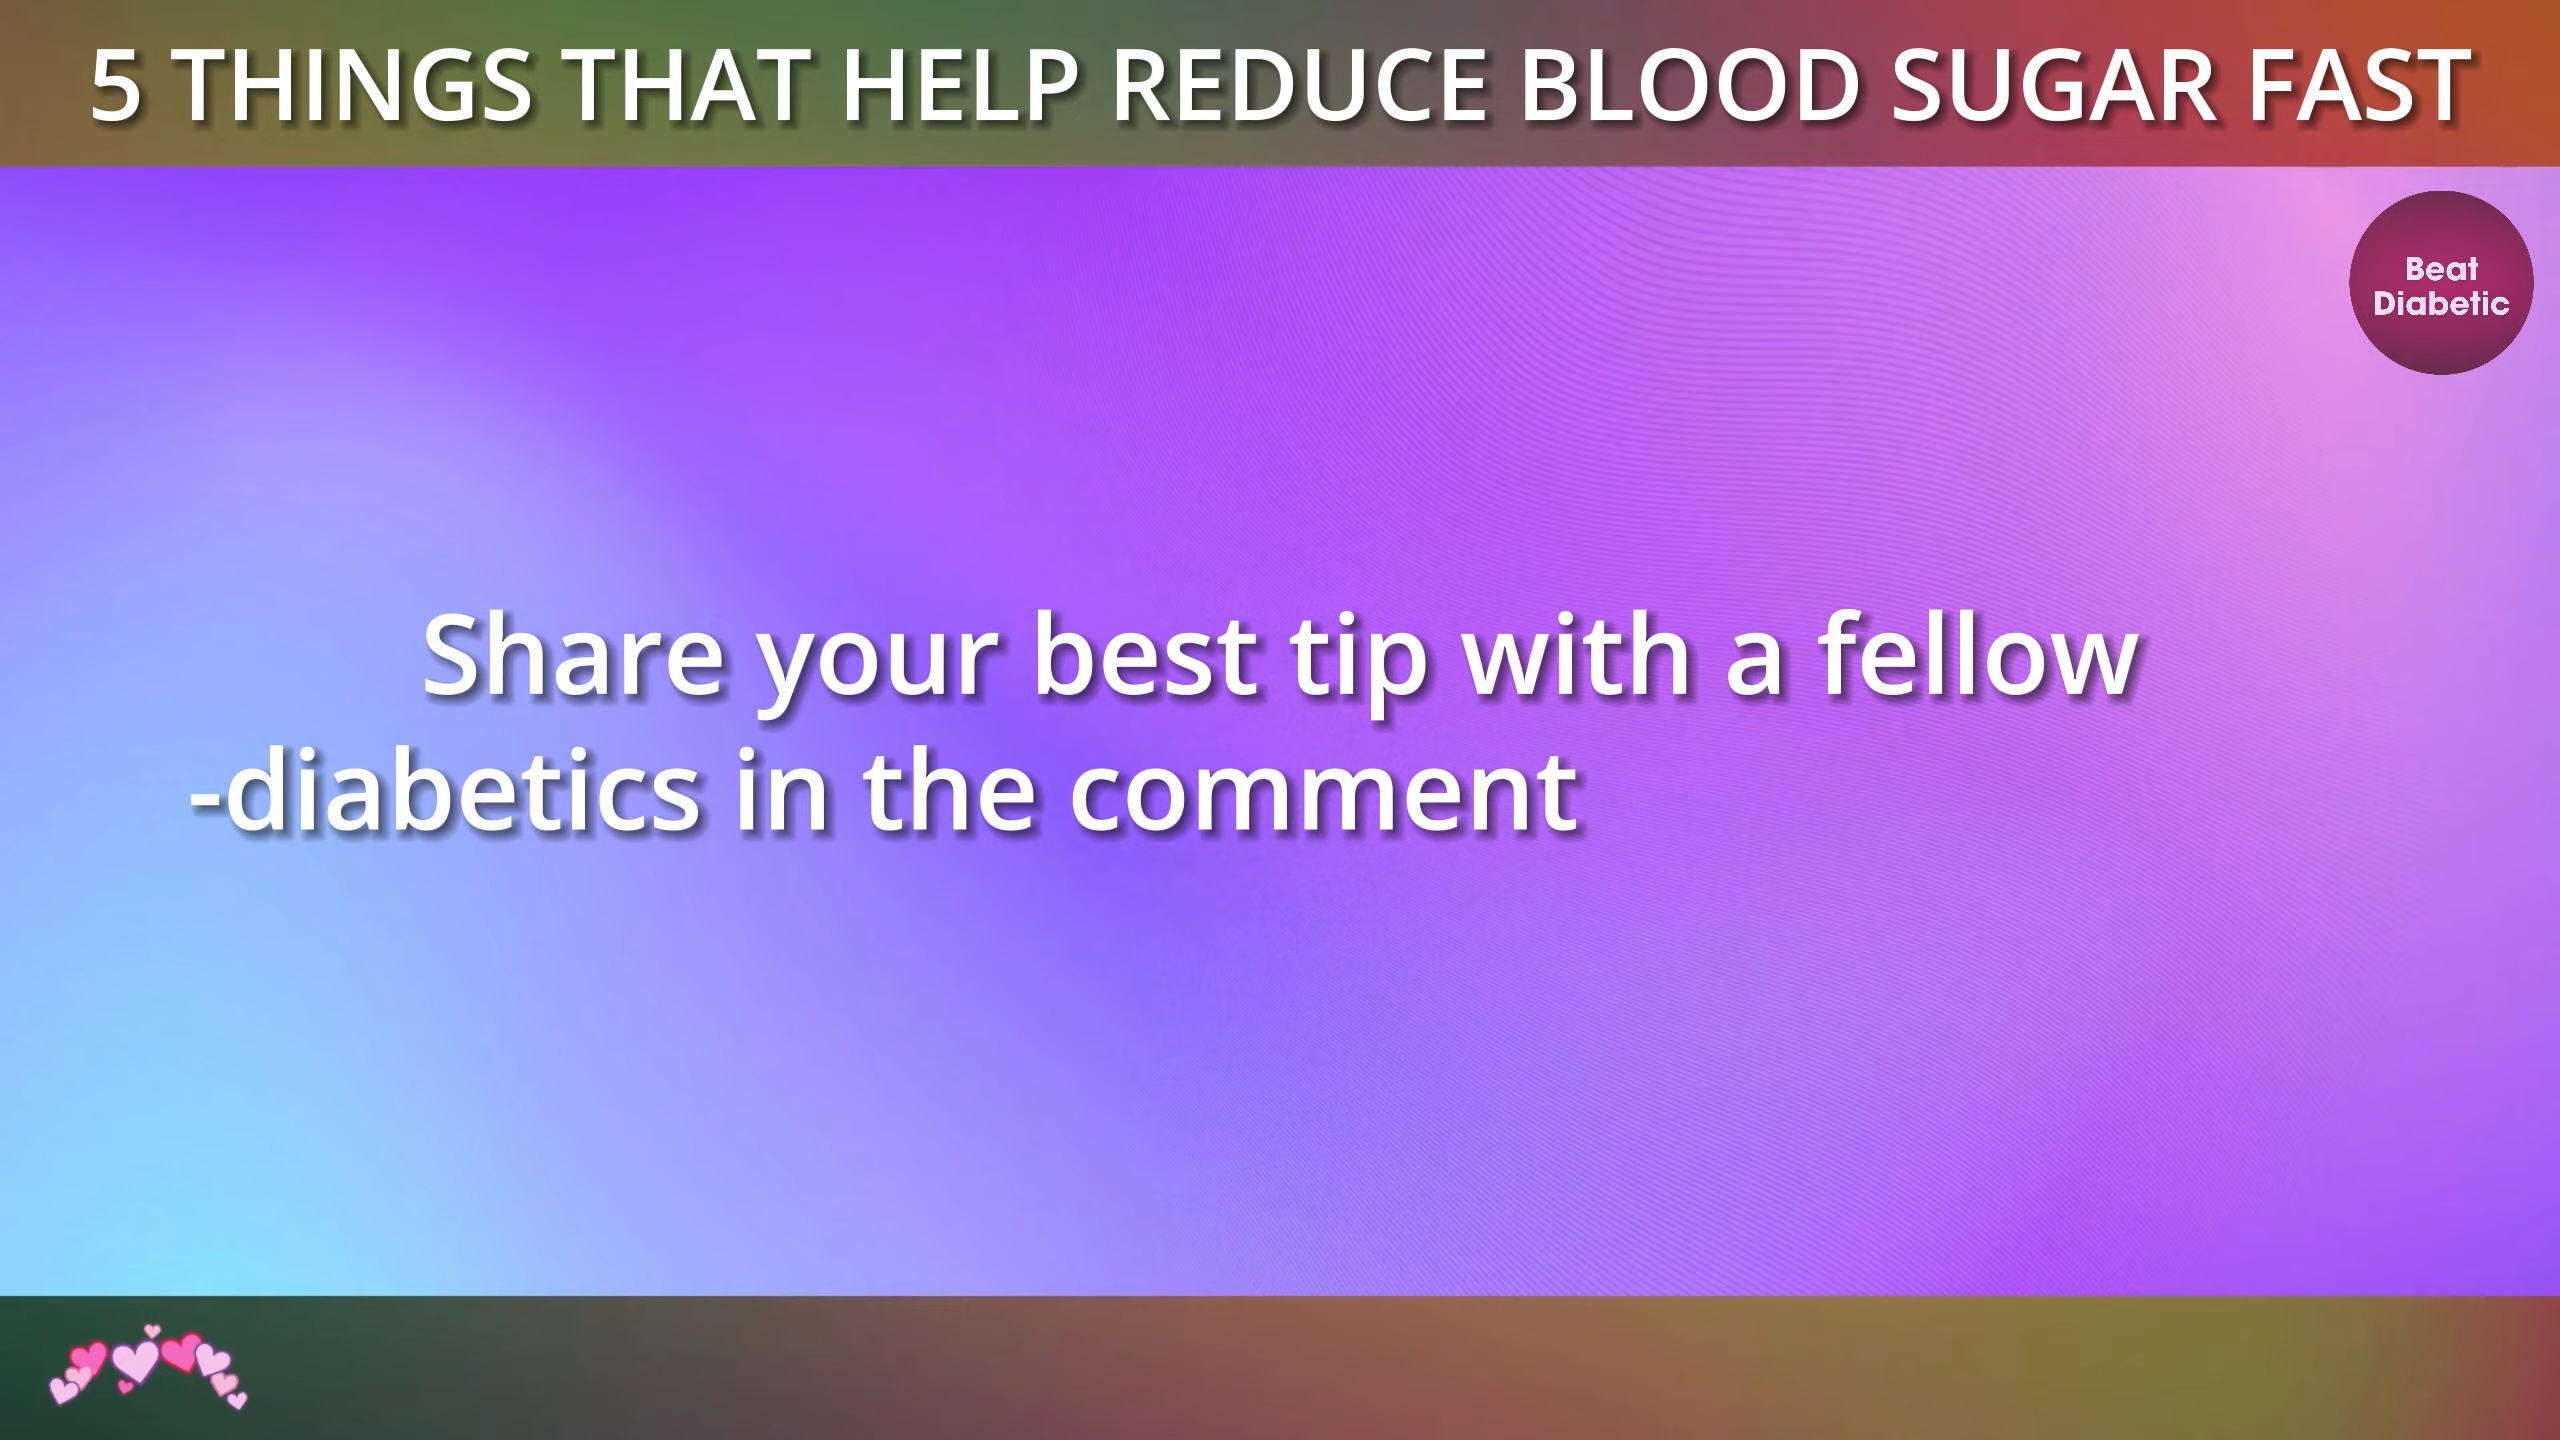 5 THINGS THAT HELP REDUCE BLOOD SUGAR FAST
Beat
Diabetic
Share your best tip with a fellow
-diabetics in the comment